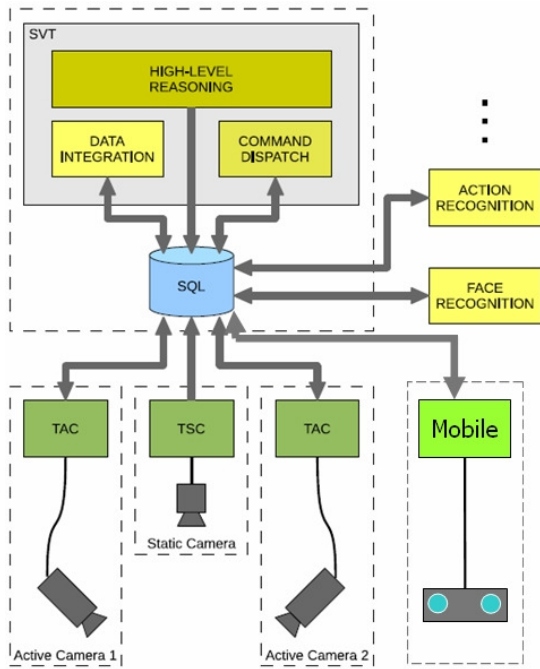 SVT
HIGH-LEVEL
REASONING
DATA
INTEGRATION
COMMAND
DISPATCH
ACTION
RECOGNITION
SQL
FACE
RECOGNITION
TAC
TSC
TAC
Mobile
Static Camera
Active Camera 1
Active Camera 2